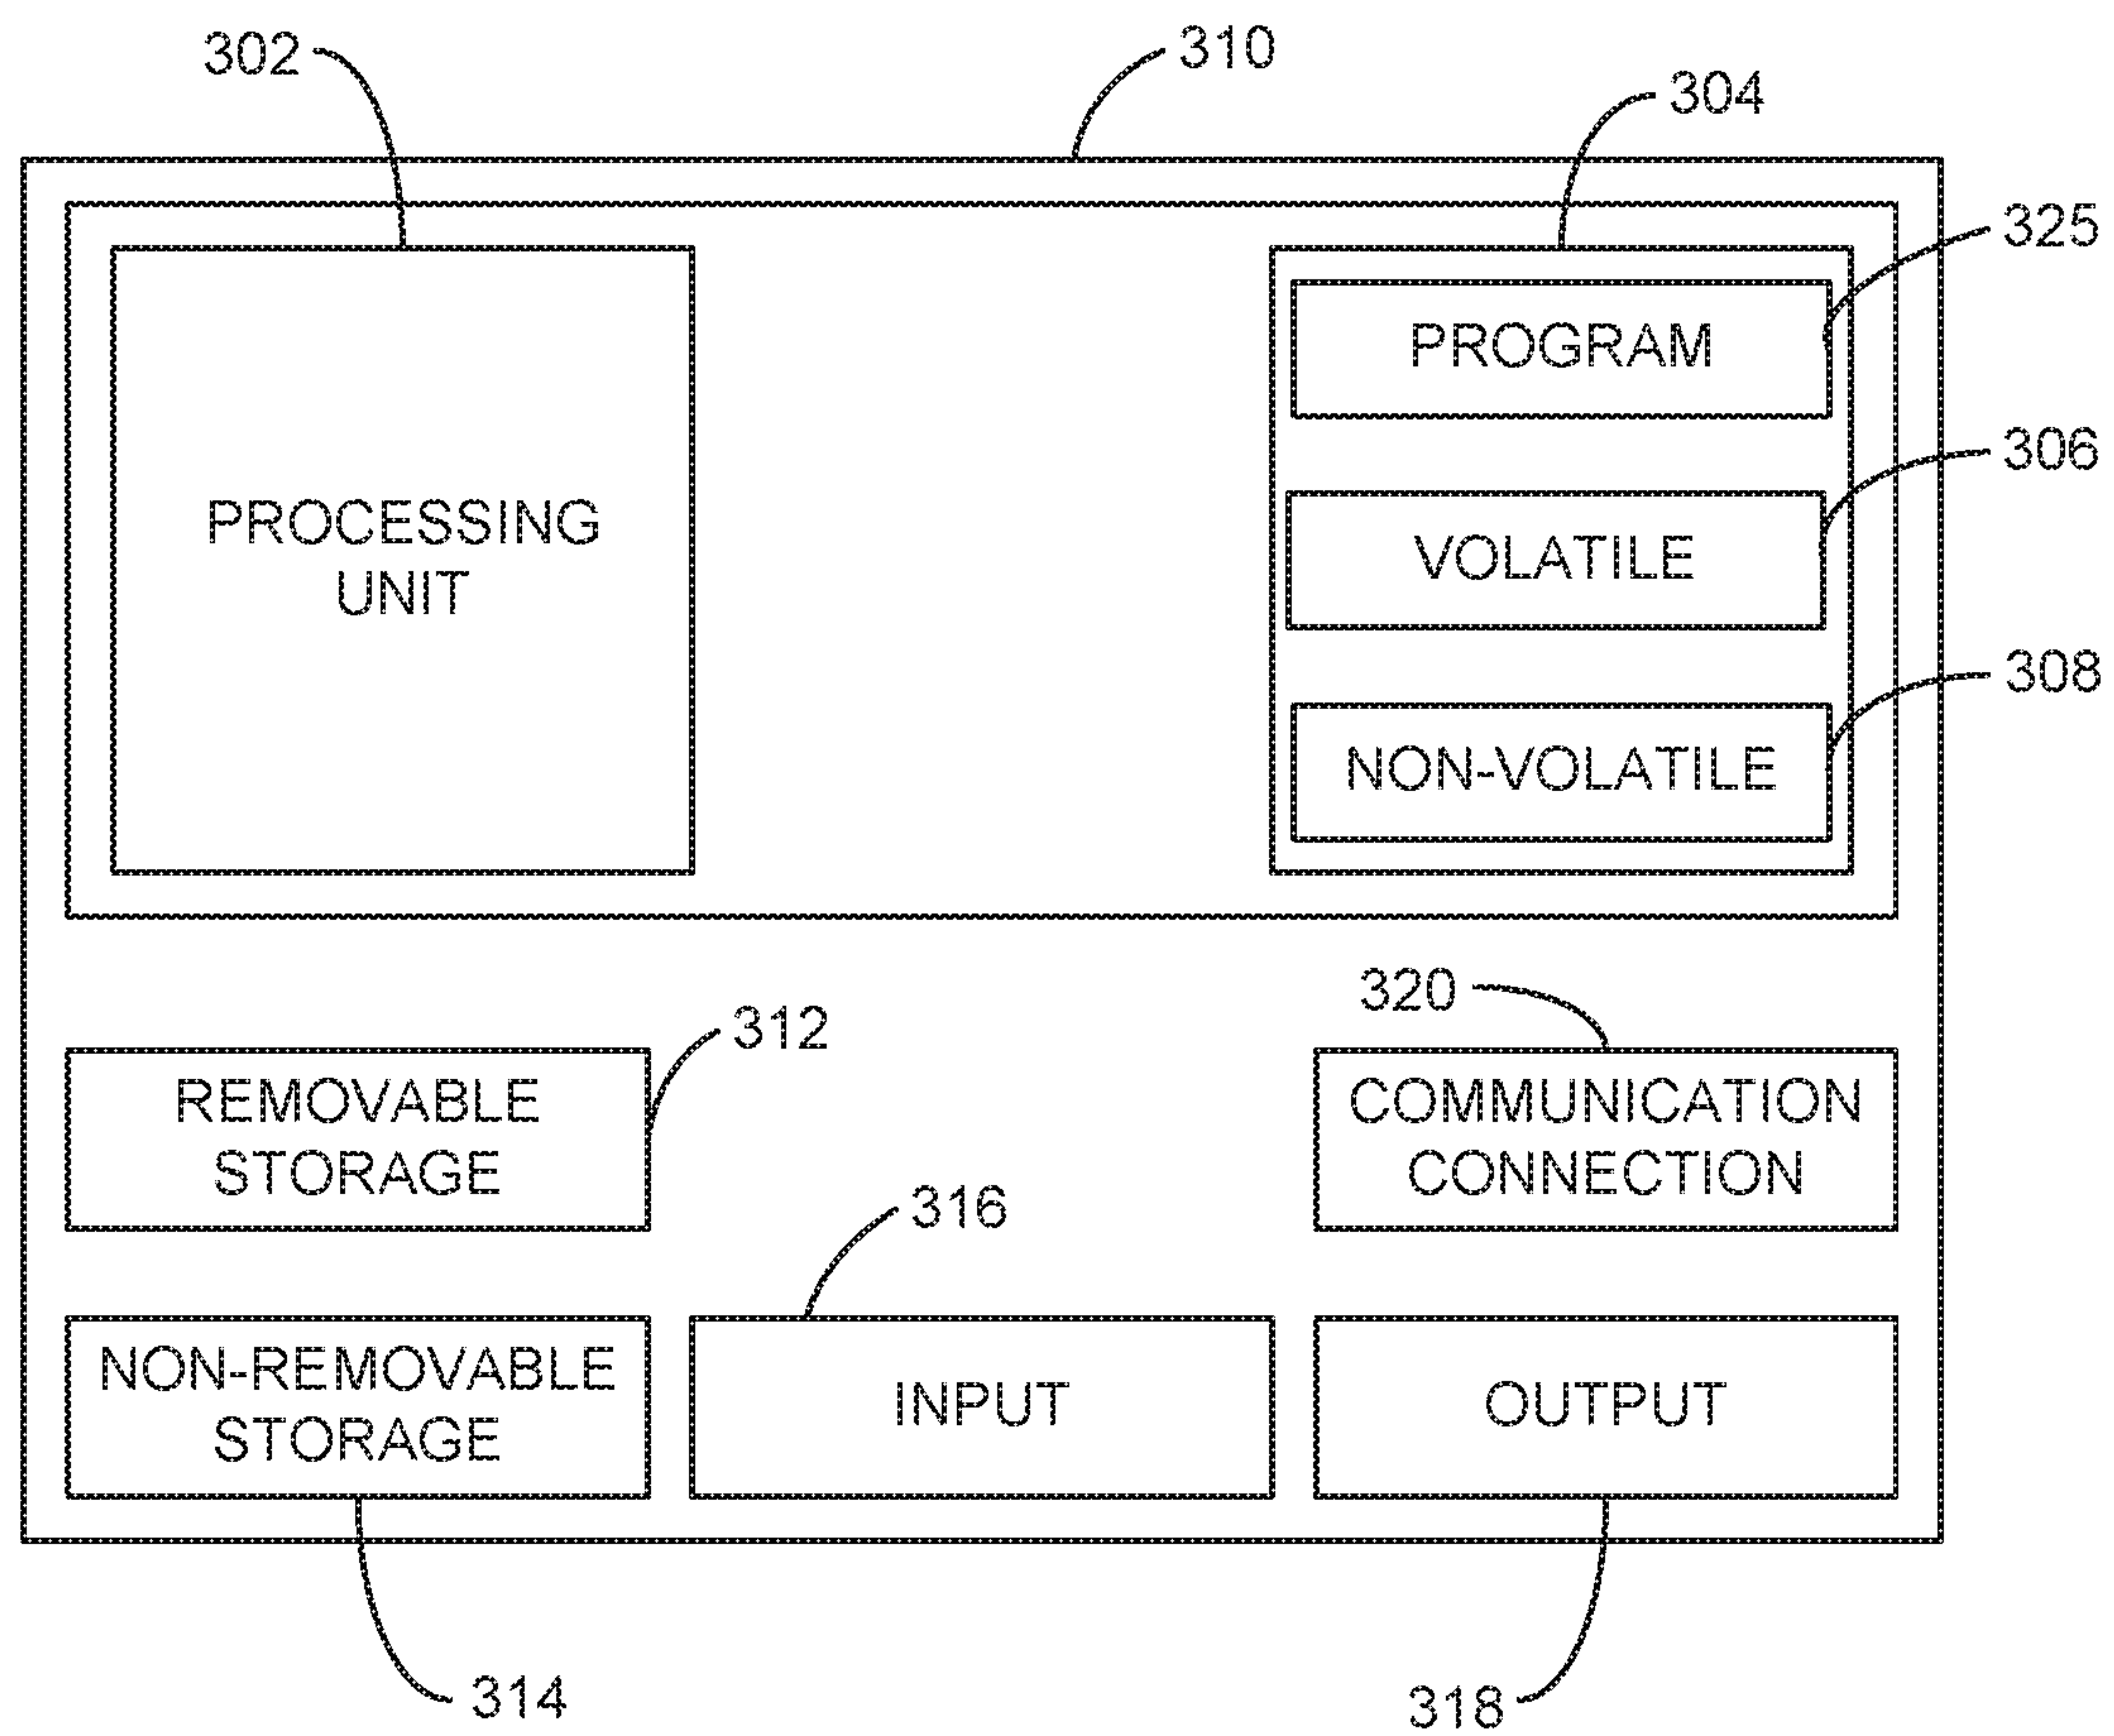 302
310
304
325
PROGRAM
306
PROCESSING
UNIT
VOLATILE
308
NON-VOLATILE
320
312
REMOVABLE
STORAGE
COMMUNICATION
CONNECTION
316
NON-REMOVABLE
STORAGE
INPUT
OUTPUT
314
318